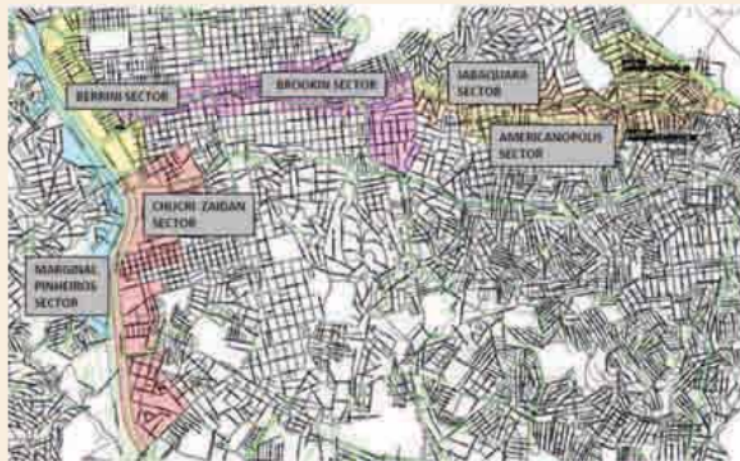 BERRINI SECTOR
BROOKIN SECTOR
JABAQUARA
SECTOR
AMERICANOPOLIS
SECTOR
CHUCRI ZAIDAN
SECTOR
MARGINAL
PINHEIROS
SECTOR